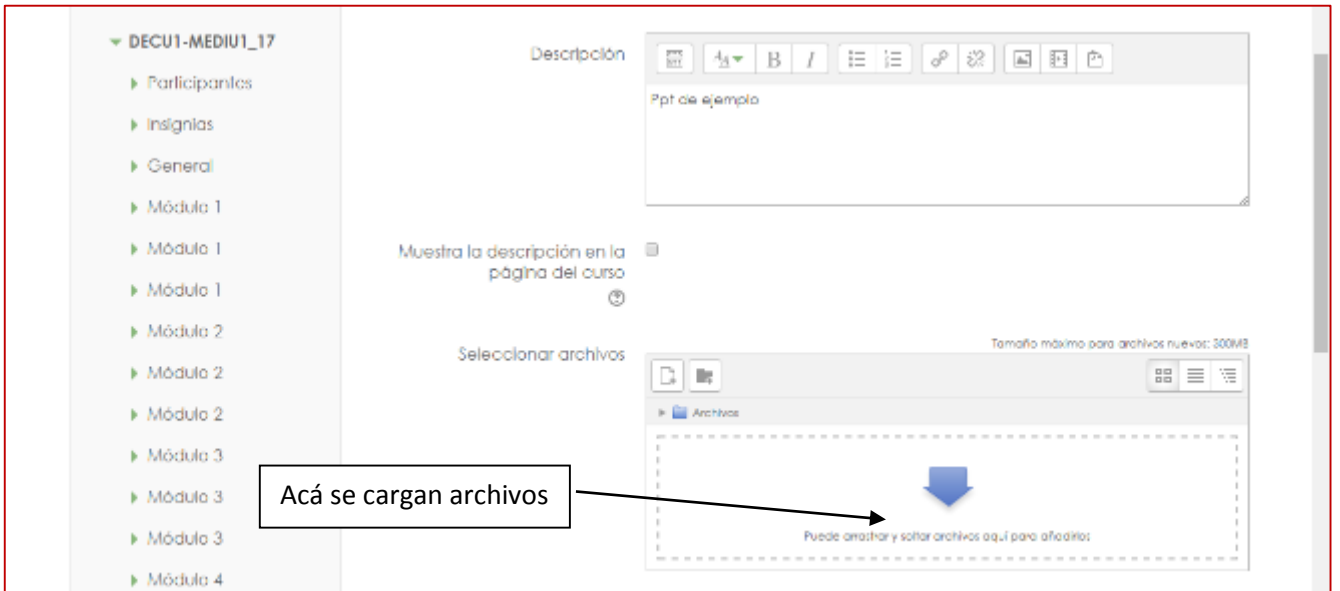 DECU1-MEDIU1_17
Participantes
Insignias
General
Módulo 1
Módulo 1
Módulo 1
Módulo 2
Módulo 2
Módulo 2
Módulo 3
Módulo 3
Módulo 3
Módulo 4
Descripción
Ppt de ejemplo
Muestra la descripción en la
página del curso
Seleccionar archivos
Tamaño máximo para archivos nuevos: 300MB
Archivos
Acá se cargan archivos
Puede arrastrar y soltar archivos aquí para añadirlos